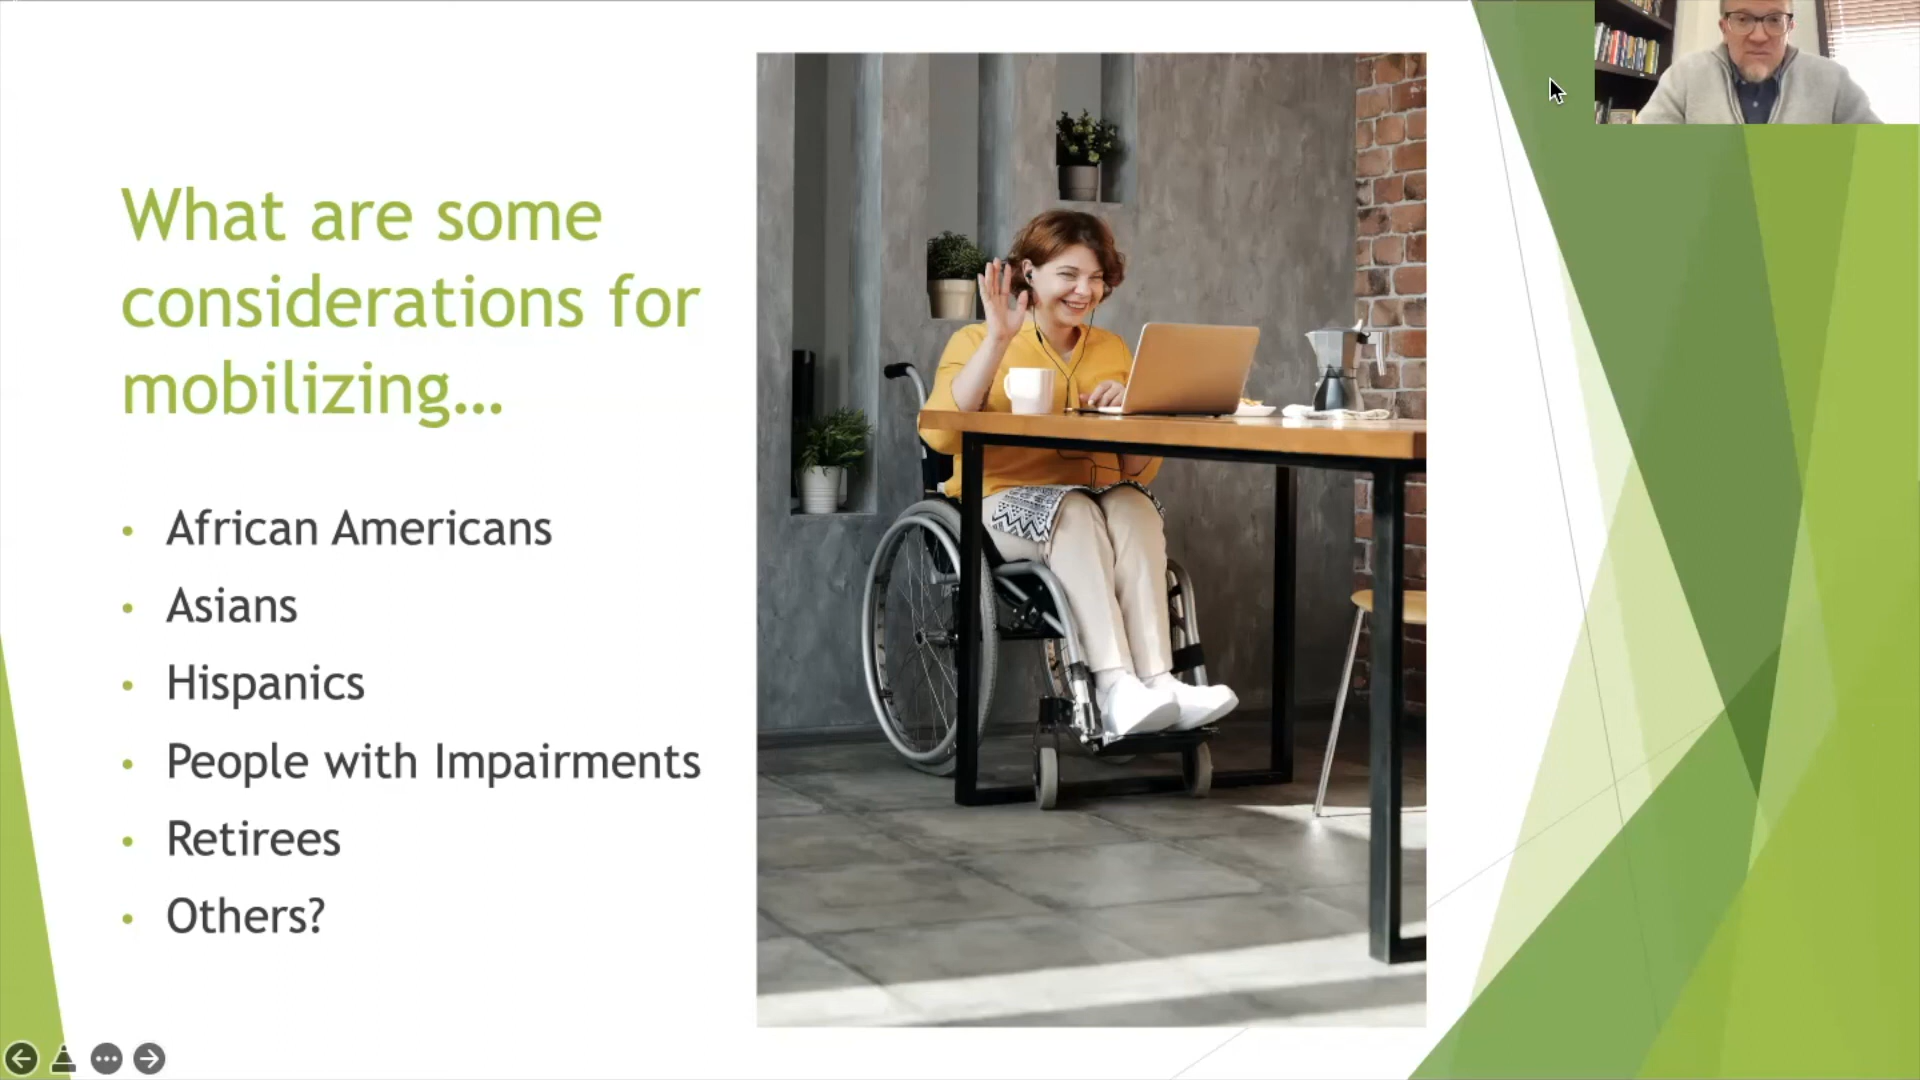 What are some
considerations for
mobilizing...
• African Americans
• Asians
• Hispanics
• People with Impairments
• Retirees
• Others?